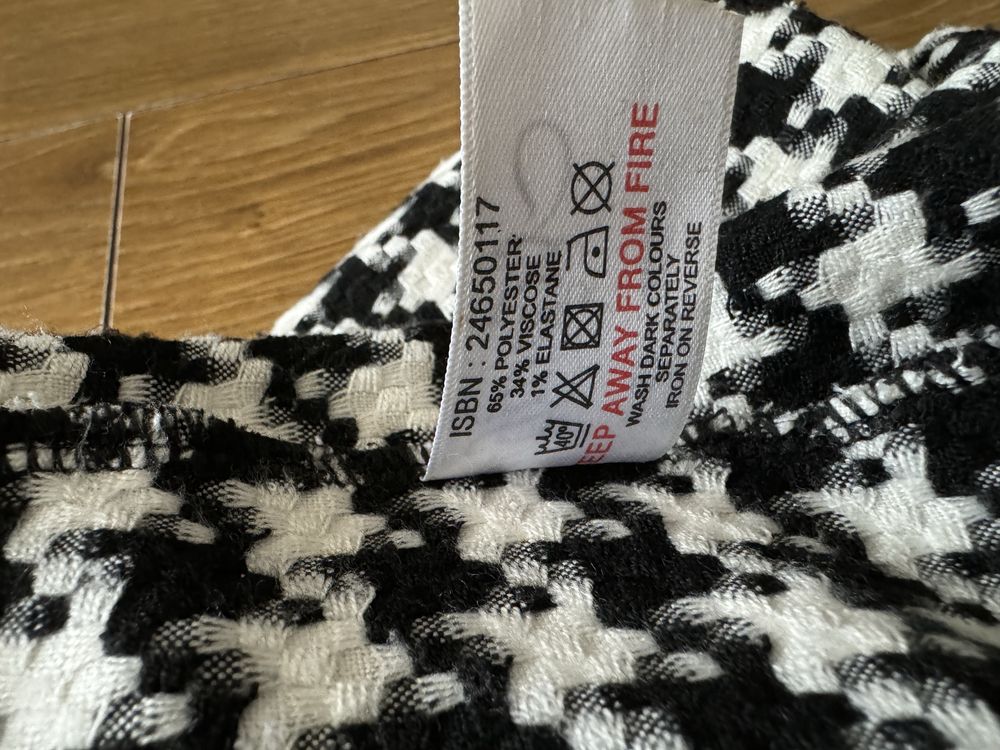 ISBN : 24650117
65% POLYESTER
34% VISCOSE
1% ELASTANE
40°
EEP AWAY FROM FIRE
WASH DARK COLOURS
SEPARATELY
IRON ON REVERSE